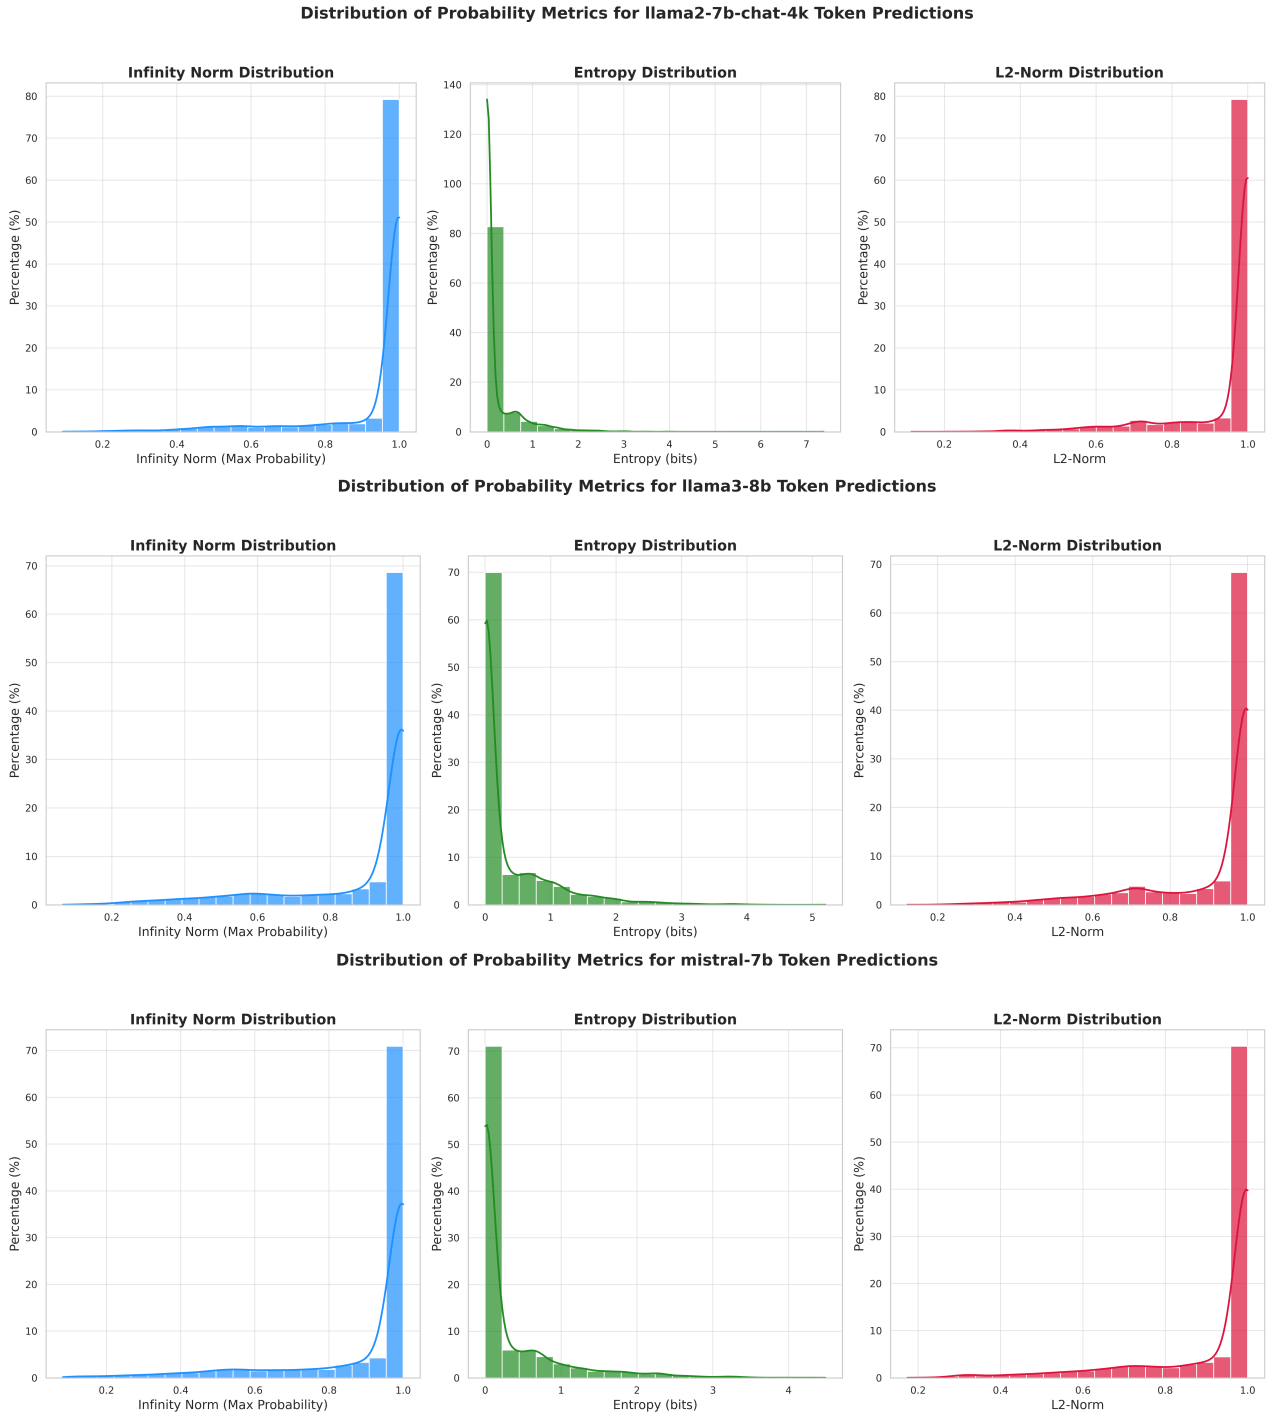 Distribution of Probability Metrics for llama2-7b-chat-4k Token Predictions
Infinity Norm Distribution
Percentage (%)
80
70
60
50
40
30
20
10
0
0.2 0.4 0.6 0.8 1.0
Infinity Norm (Max Probability)
Entropy Distribution
Percentage (%)
140
120
100
80
60
40
20
0
0 1 2 3 4 5 6 7
Entropy (bits)
L2-Norm Distribution
Percentage (%)
80
70
60
50
40
30
20
10
0
0.2 0.4 0.6 0.8 1.0
L2-Norm
Distribution of Probability Metrics for llama3-8b Token Predictions
Infinity Norm Distribution
Percentage (%)
70
60
50
40
30
20
10
0
0.2 0.4 0.6 0.8 1.0
Infinity Norm (Max Probability)
Entropy Distribution
Percentage (%)
70
60
50
40
30
20
10
0
0 1 2 3 4 5
Entropy (bits)
L2-Norm Distribution
Percentage (%)
70
60
50
40
30
20
10
0
0.2 0.4 0.6 0.8 1.0
L2-Norm
Distribution of Probability Metrics for mistral-7b Token Predictions
Infinity Norm Distribution
Percentage (%)
70
60
50
40
30
20
10
0
0.2 0.4 0.6 0.8 1.0
Infinity Norm (Max Probability)
Entropy Distribution
Percentage (%)
70
60
50
40
30
20
10
0
0 1 2 3 4
Entropy (bits)
L2-Norm Distribution
Percentage (%)
70
60
50
40
30
20
10
0
0.2 0.4 0.6 0.8 1.0
L2-Norm